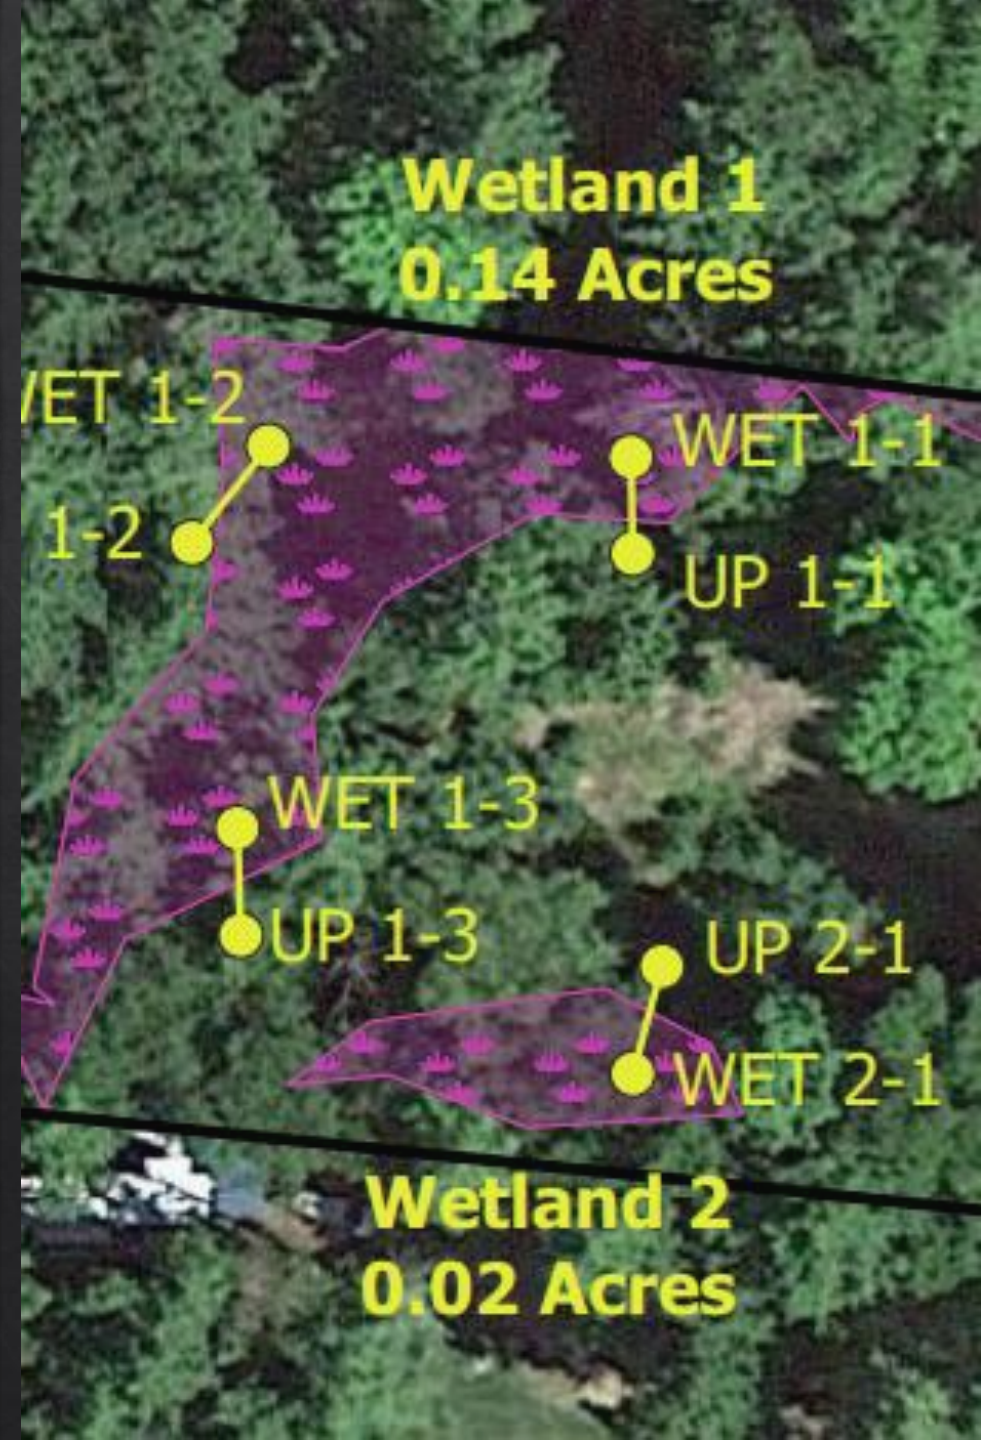 Wetland 1
0.14 Acres
WET 1-2
WET 1-1
1-2
UP 1-1
WET 1-3
UP 1-3
UP 2-1
WET 2-1
Wetland 2
0.02 Acres